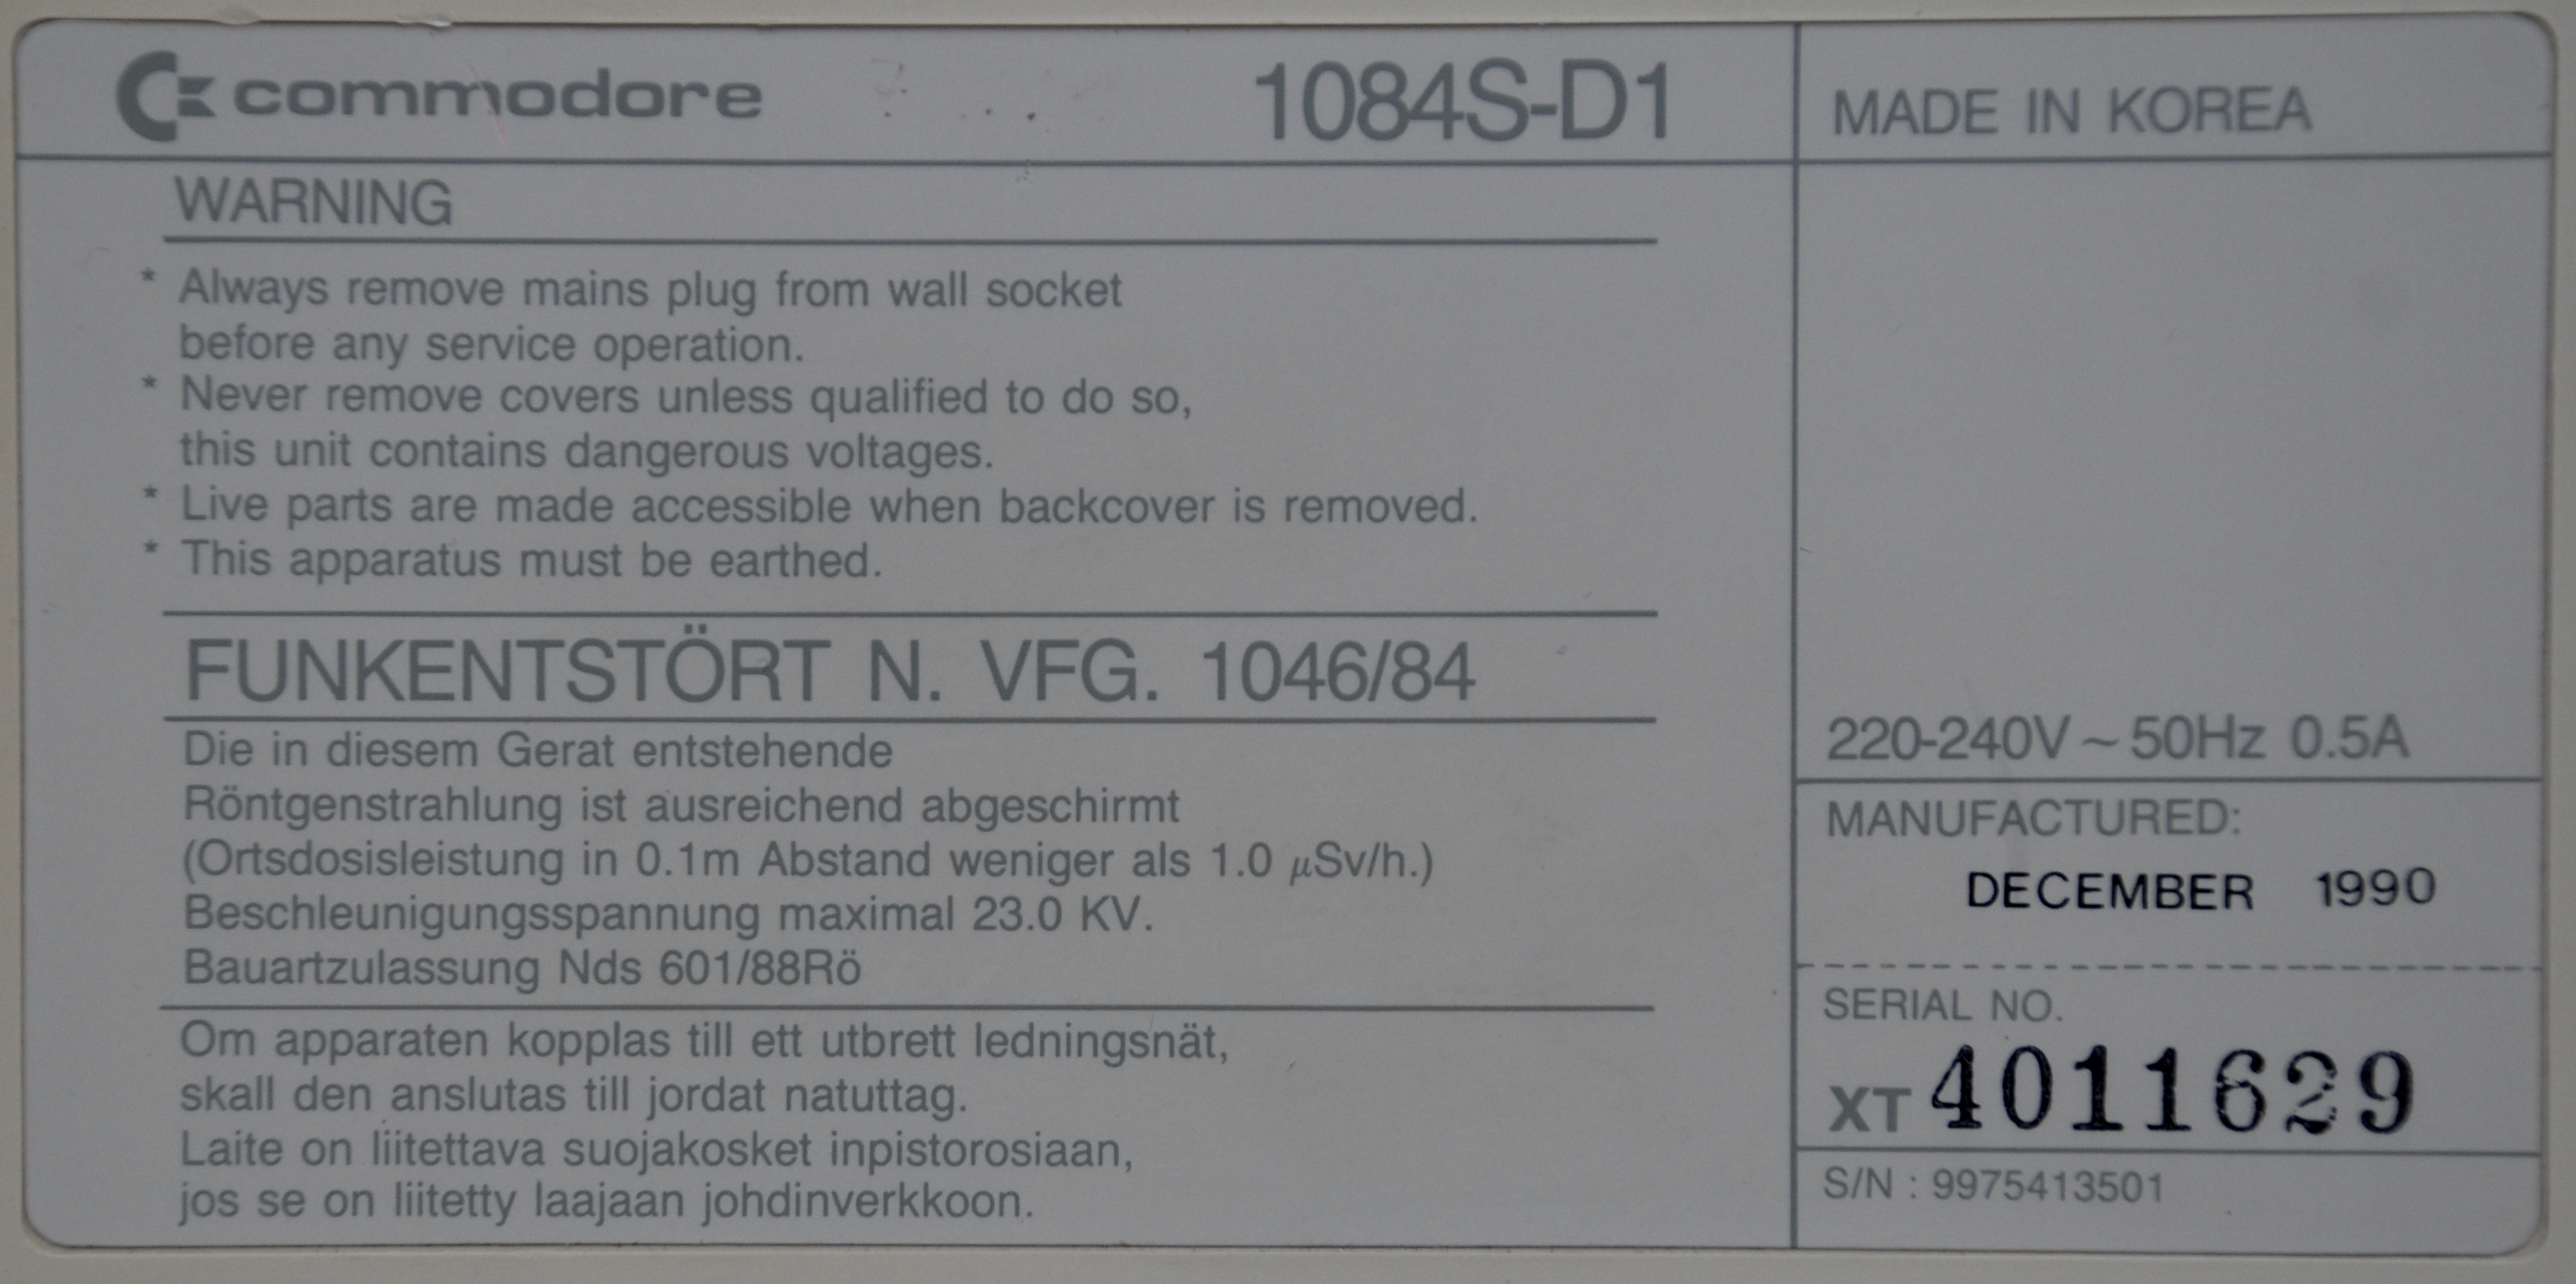 commodore 1084S-D1
WARNING
* Always remove mains plug from wall socket
before any service operation.
* Never remove covers unless qualified to do so,
this unit contains dangerous voltages.
* Live parts are made accessible when backcover is removed.
* This apparatus must be earthed.
FUNKENTSTÖRT N. VFG. 1046/84
Die in diesem Gerat entstehende
Röntgenstrahlung ist ausreichend abgeschirmt
(Ortsdosisleistung in 0.1m Abstand weniger als 1.0 µSv/h.)
Beschleunigungsspannung maximal 23.0 KV.
Bauartzulassung Nds 601/88Rö
Om apparaten kopplas till ett utbrett ledningsnät,
skall den anslutas till jordat natuttag.
Laite on liitettava suojakosket inpistorosiaan,
jos se on liitetty laajaan johdinverkkoon.
MADE IN KOREA
220-240V ~ 50Hz 0.5A
MANUFACTURED:
DECEMBER 1990
SERIAL NO.
XT 4011629
S/N : 9975413501